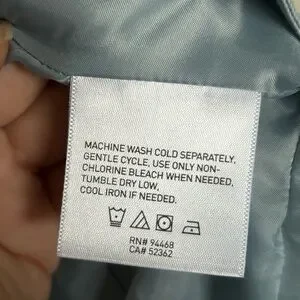 MACHINE WASH COLD SEPARATELY,
GENTLE CYCLE, USE ONLY NON-
CHLORINE BLEACH WHEN NEEDED,
TUMBLE DRY LOW,
COOL IRON IF NEEDED.
RN# 94468
CA# 52362